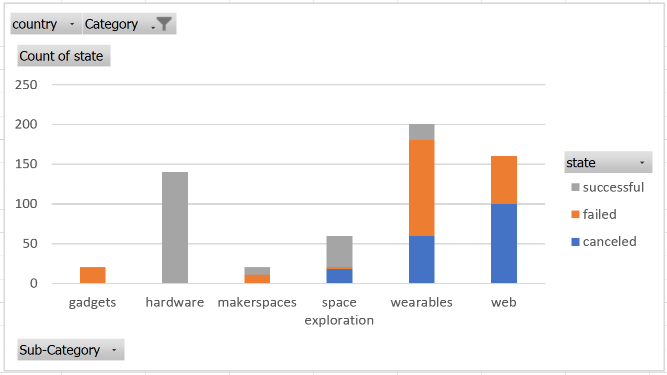 country Category
Count of state
250
200
150
100
50
0
gadgets hardware makerspaces space exploration wearables web
state
successful
failed
canceled
Sub-Category